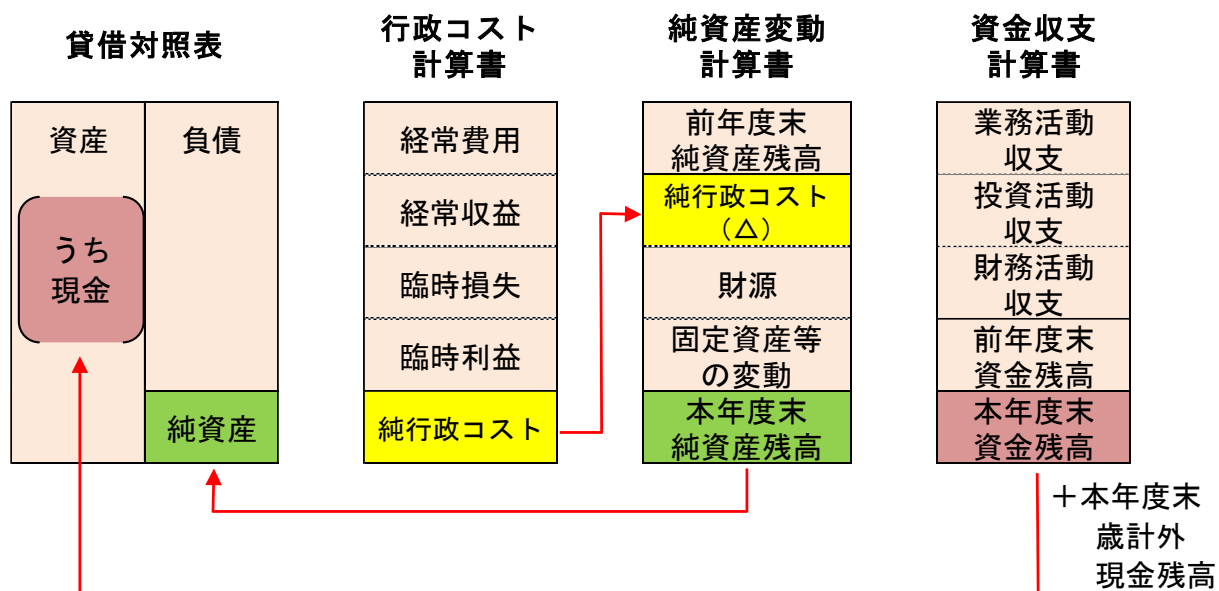 貸借対照表
資産
負債
うち
現金
純資産
行政コスト
計算書
経常費用
経常収益
臨時損失
臨時利益
純行政コスト
純資産変動
計算書
前年度末
純資産残高
純行政コスト
(△)
財源
固定資産等
の変動
本年度末
純資産残高
資金収支
計算書
業務活動
収支
投資活動
収支
財務活動
収支
前年度末
資金残高
本年度末
資金残高
＋本年度末
歳計外
現金残高